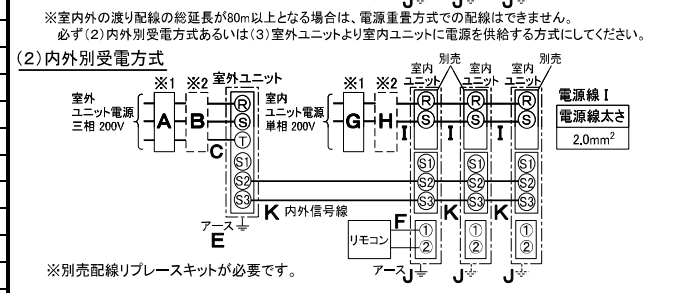 J J J
※室内外の渡り配線の総延長が80m以上となる場合は、電源重畳方式での配線はできません。
必ず(2)内外別受電方式あるいは(3)室外ユニットより室内ユニットに電源を供給する方式にしてください。
(2)内外別受電方式
※1 ※2 室外ユニット
室外
ユニット電源
三相 200V
A B C
R
S
T
S1
S2
S3
アース
E
K 内外信号線
※1 ※2
室内
ユニット電源
単相 200V
G H
室内
ユニット
別売
室内
ユニット
室内
ユニット
別売
R R R
S S S
I I I
S1 S1 S1
S2 S2 S2
S3 S3 S3
K K
リモコン
F
① ① ①
② ② ②
アース J J J
電源線 I
電源線太さ
2.0mm²
※別売配線リプレースキットが必要です。